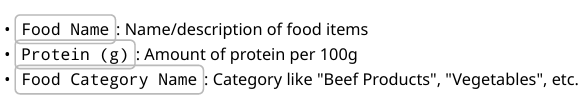 • Food Name: Name/description of food items
• Protein (g): Amount of protein per 100g
• Food Category Name: Category like "Beef Products", "Vegetables", etc.